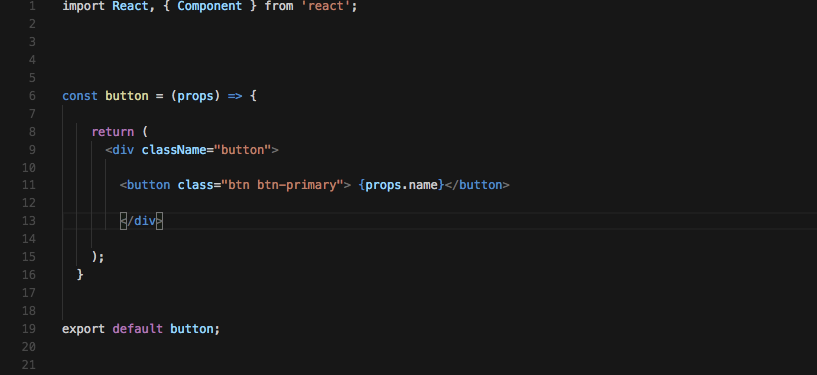 1 import React, { Component } from 'react';
2
3
4
5
6 const button = (props) => {
7
8 return (
9 <div className="button">
10
11 <button class="btn btn-primary"> {props.name}</button>
12
13 </div>
14
15 );
16 }
17
18
19 export default button;
20
21